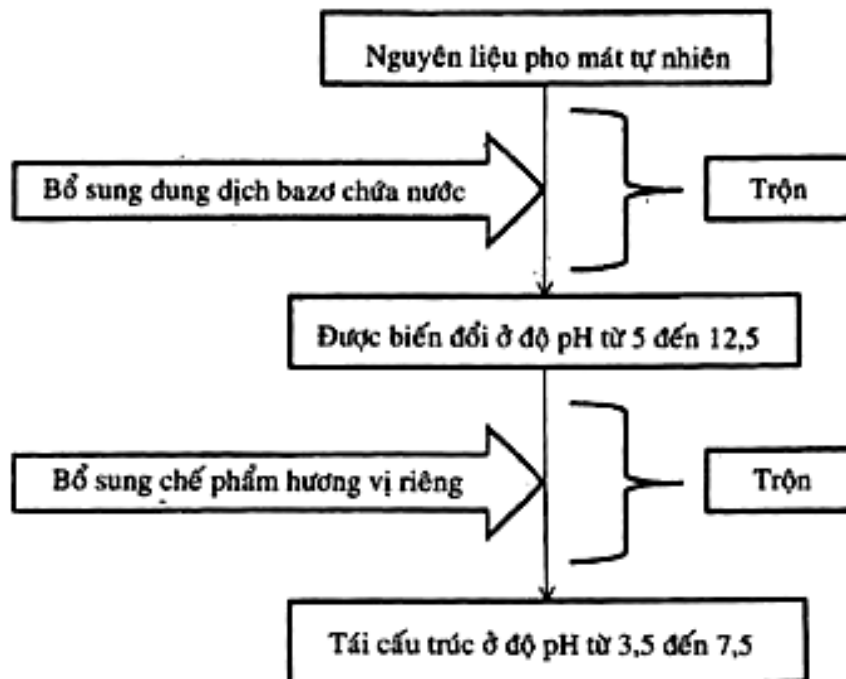 Nguyên liệu pho mát tự nhiên
Bổ sung dung dịch bazơ chứa nước
Trộn
Được biến đổi ở độ pH từ 5 đến 12,5
Bổ sung chế phẩm hương vị riêng
Trộn
Tái cấu trúc ở độ pH từ 3,5 đến 7,5